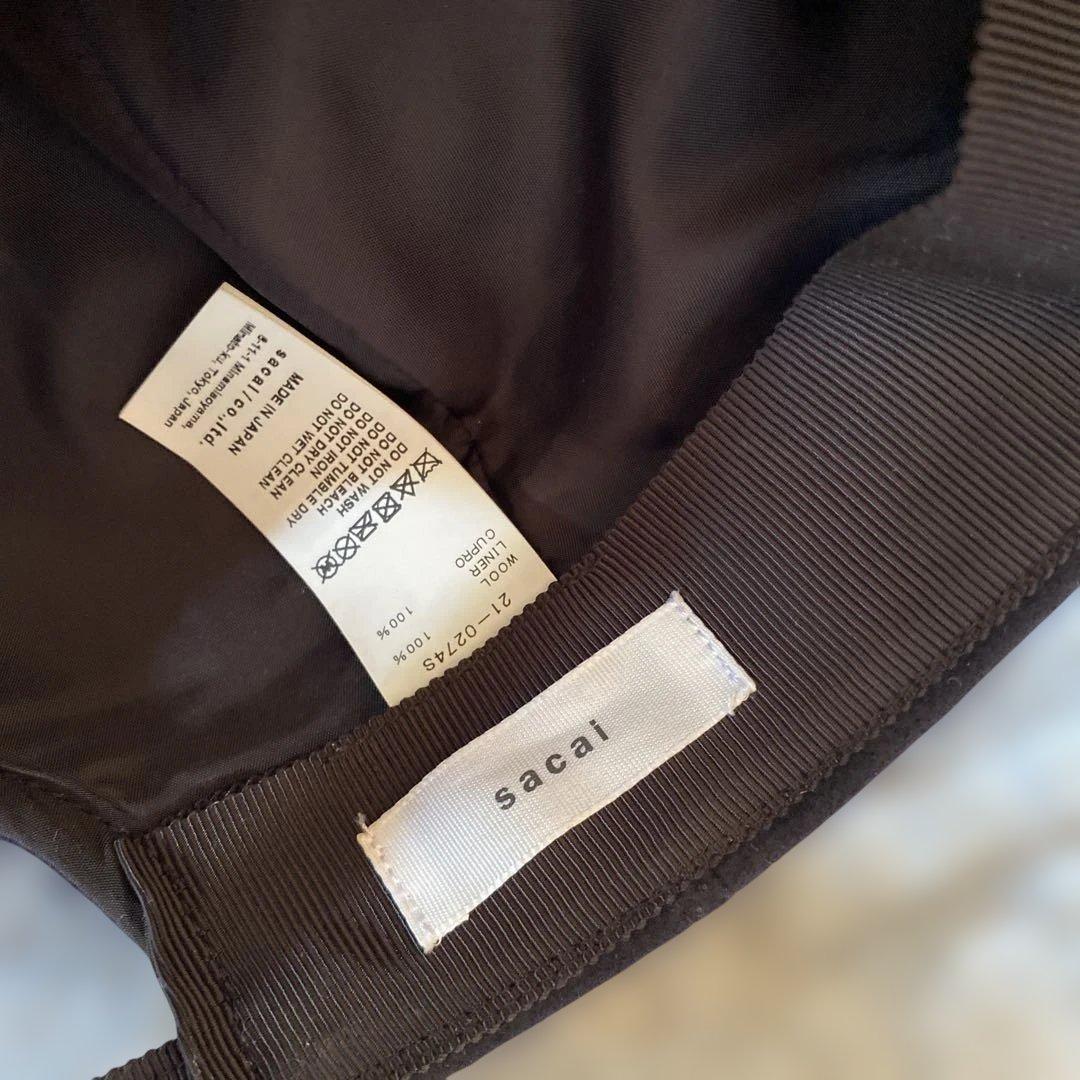 21-0274S
WOOL 100%
LINER
CUPRO 100%
DO NOT WASH
DO NOT BLEACH
DO NOT TUMBLE DRY
DO NOT IRON
DO NOT DRY CLEAN
DO NOT WET CLEAN
MADE IN JAPAN
sacai / co.,ltd.
6-11-1 Minamiaoyama,
Minato-ku, Tokyo, Japan
sacai